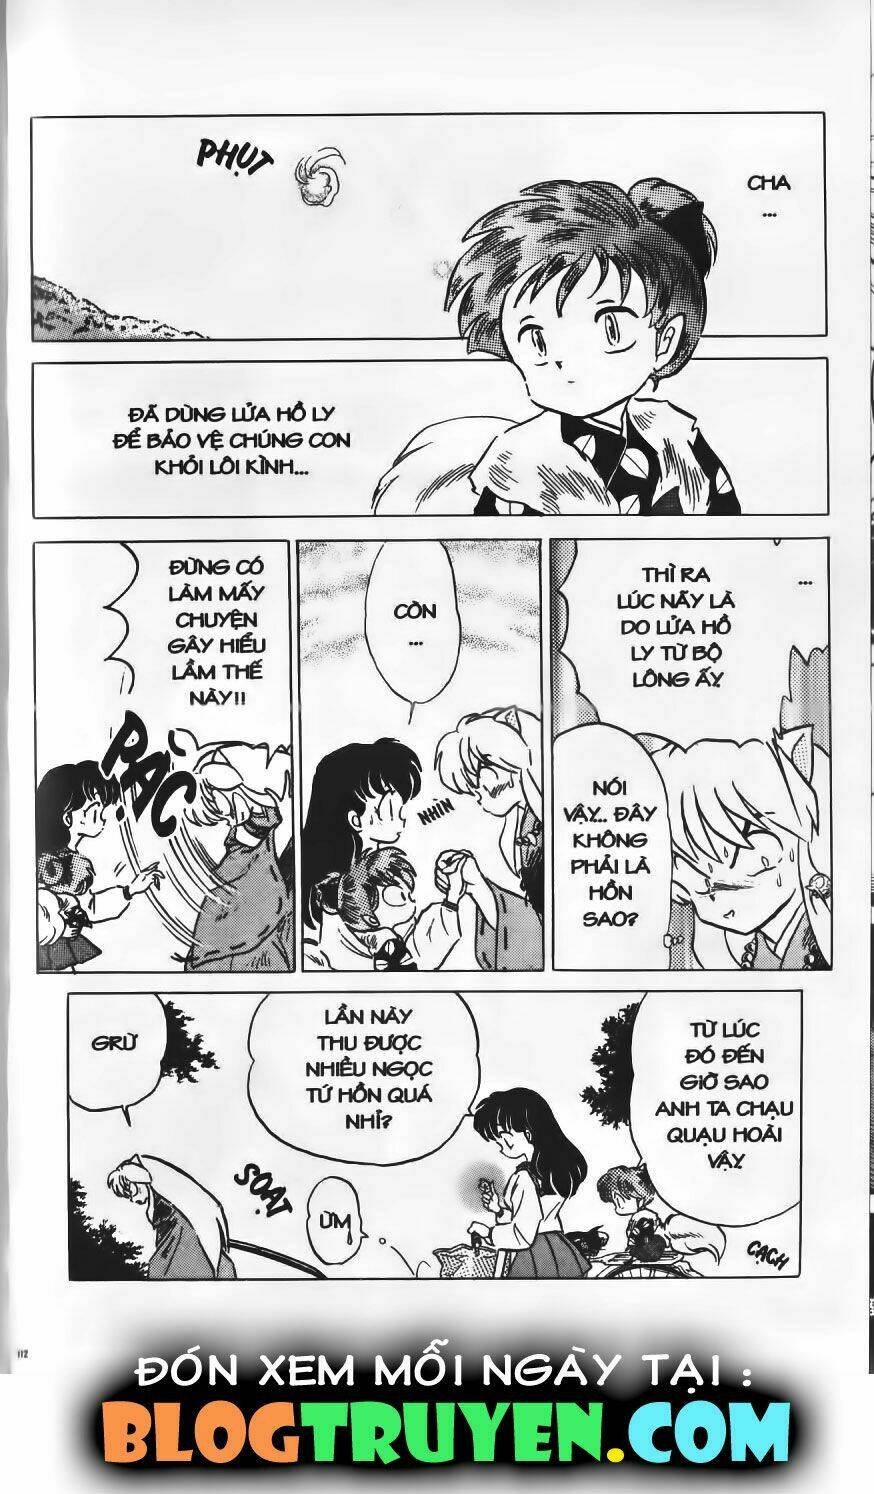 PHỤT
CHA
...
ĐÃ DÙNG LỬA HỒ LY
ĐỂ BẢO VỆ CHÚNG CON
KHỎI LÔI KÌNH...
ĐỪNG CÓ
LÀM MẤY
CHUYỆN
GÂY HIỂU
LẦM THẾ
NÀY!!
PẶC
CÒN
...
NHÌN
...
THÌ RA
LÚC NÃY LÀ
DO LỬA HỒ
LY TỪ BỘ
LÔNG ẤY.
NÓI
VẬY... ĐÂY
KHÔNG
PHẢI LÀ
HỒN
SAO?
GRỪ
LẦN NÀY
THU ĐƯỢC
NHIỀU NGỌC
TỨ HỒN QUÁ
NHỈ?
TỪ LÚC
ĐÓ ĐẾN
GIỜ SAO
ANH TA CHẠU
QUẠU HOÀI
VẬY.
SOẠT
ỪM
CẠCH
112
ĐÓN XEM MỖI NGÀY TẠI :
BLOGTRUYEN.COM